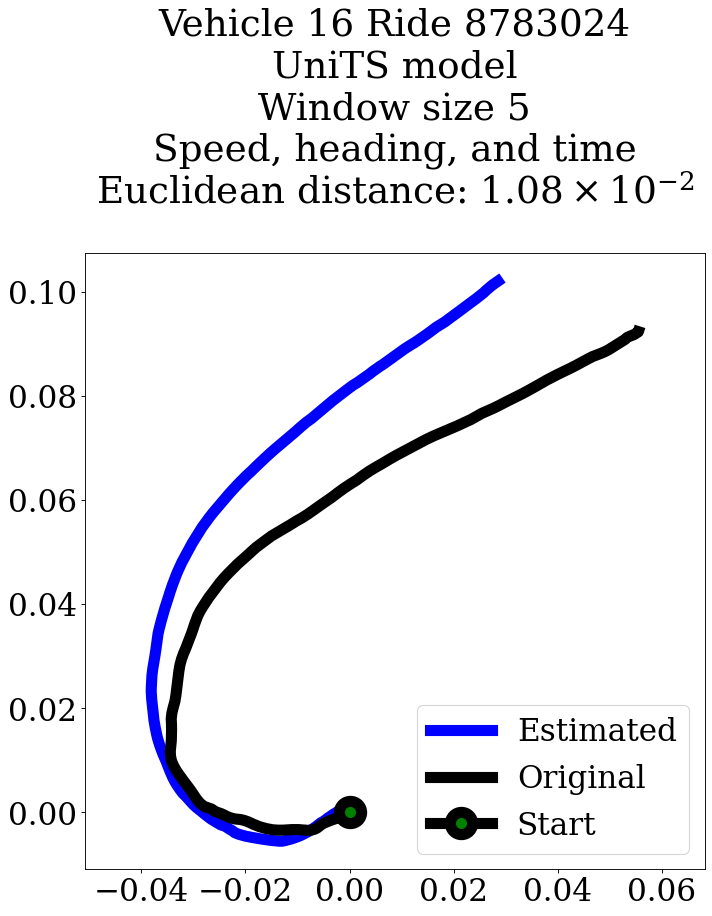 Vehicle 16 Ride 8783024
UniTS model
Window size 5
Speed, heading, and time
Euclidean distance: 1.08 × 10⁻²
0.10
0.08
0.06
0.04
0.02
0.00
Estimated
Original
Start
−0.04 −0.02 0.00 0.02 0.04 0.06